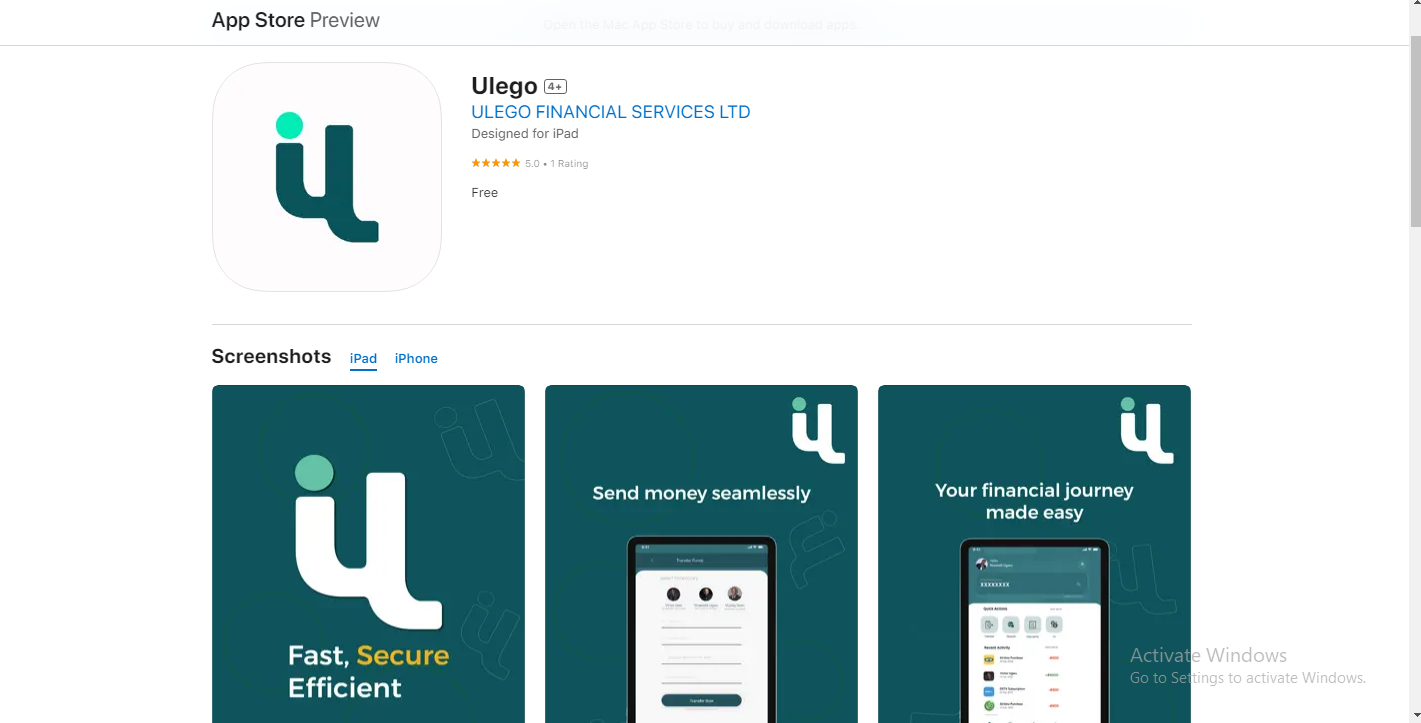 App Store Preview
Open the Mac App Store to buy and download apps.
Ulego 4+
ULEGO FINANCIAL SERVICES LTD
Designed for iPad
★★★★★ 5.0 • 1 Rating
Free
Screenshots iPad iPhone
Fast, Secure
Efficient
Send money seamlessly
Transfer Funds
Transfer Now
Your financial journey
made easy
XXXXXXXX
Quick Actions
Recent Activity
Activate Windows
Go to Settings to activate Windows.